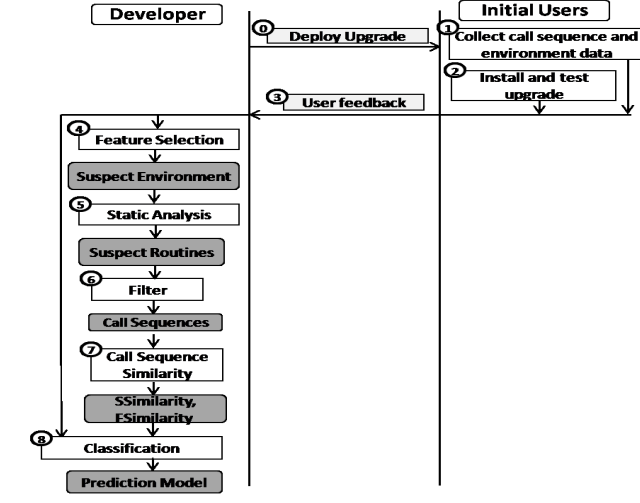 Developer
Initial Users
0
Deploy Upgrade
1
Collect call sequence and
environment data
2
Install and test
upgrade
3
User feedback
4
Feature Selection
Suspect Environment
5
Static Analysis
Suspect Routines
6
Filter
Call Sequences
7
Call Sequence
Similarity
SSimilarity,
FSimilarity
8
Classification
Prediction Model